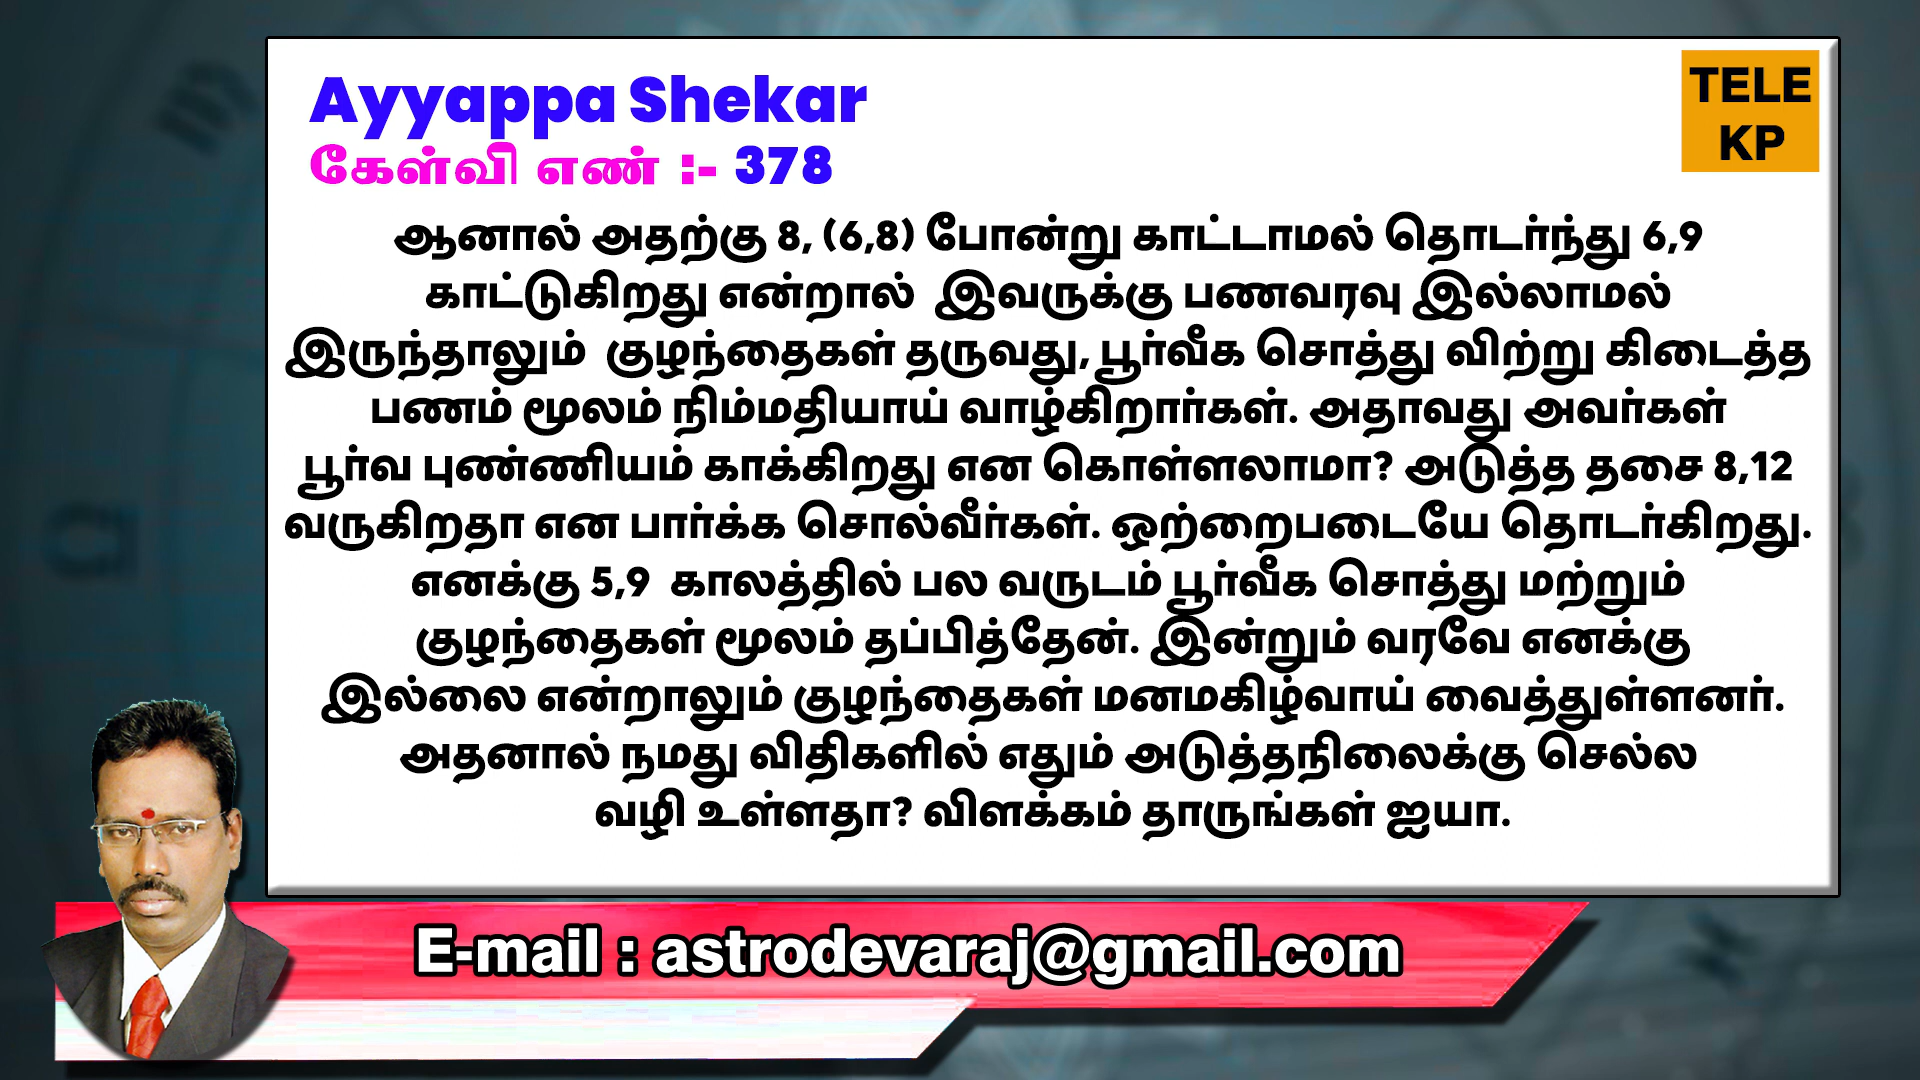 Ayyappa Shekar
TELE
KP
கேள்வி எண் :- 378
ஆனால் அதற்கு 8, (6,8) போன்று காட்டாமல் தொடர்ந்து 6,9
காட்டுகிறது என்றால் இவருக்கு பணவரவு இல்லாமல்
இருந்தாலும் குழந்தைகள் தருவது, பூர்வீக சொத்து விற்று கிடைத்த
பணம் மூலம் நிம்மதியாய் வாழ்கிறார்கள். அதாவது அவர்கள்
பூர்வ புண்ணியம் காக்கிறது என கொள்ளலாமா? அடுத்த தசை 8,12
வருகிறதா என பார்க்க சொல்வீர்கள். ஒற்றைபடையே தொடர்கிறது.
எனக்கு 5,9 காலத்தில் பல வருடம் பூர்வீக சொத்து மற்றும்
குழந்தைகள் மூலம் தப்பித்தேன். இன்றும் வரவே எனக்கு
இல்லை என்றாலும் குழந்தைகள் மனமகிழ்வாய் வைத்துள்ளனர்.
அதனால் நமது விதிகளில் எதும் அடுத்தநிலைக்கு செல்ல
வழி உள்ளதா? விளக்கம் தாருங்கள் ஐயா.
E-mail : astrodevaraj@gmail.com